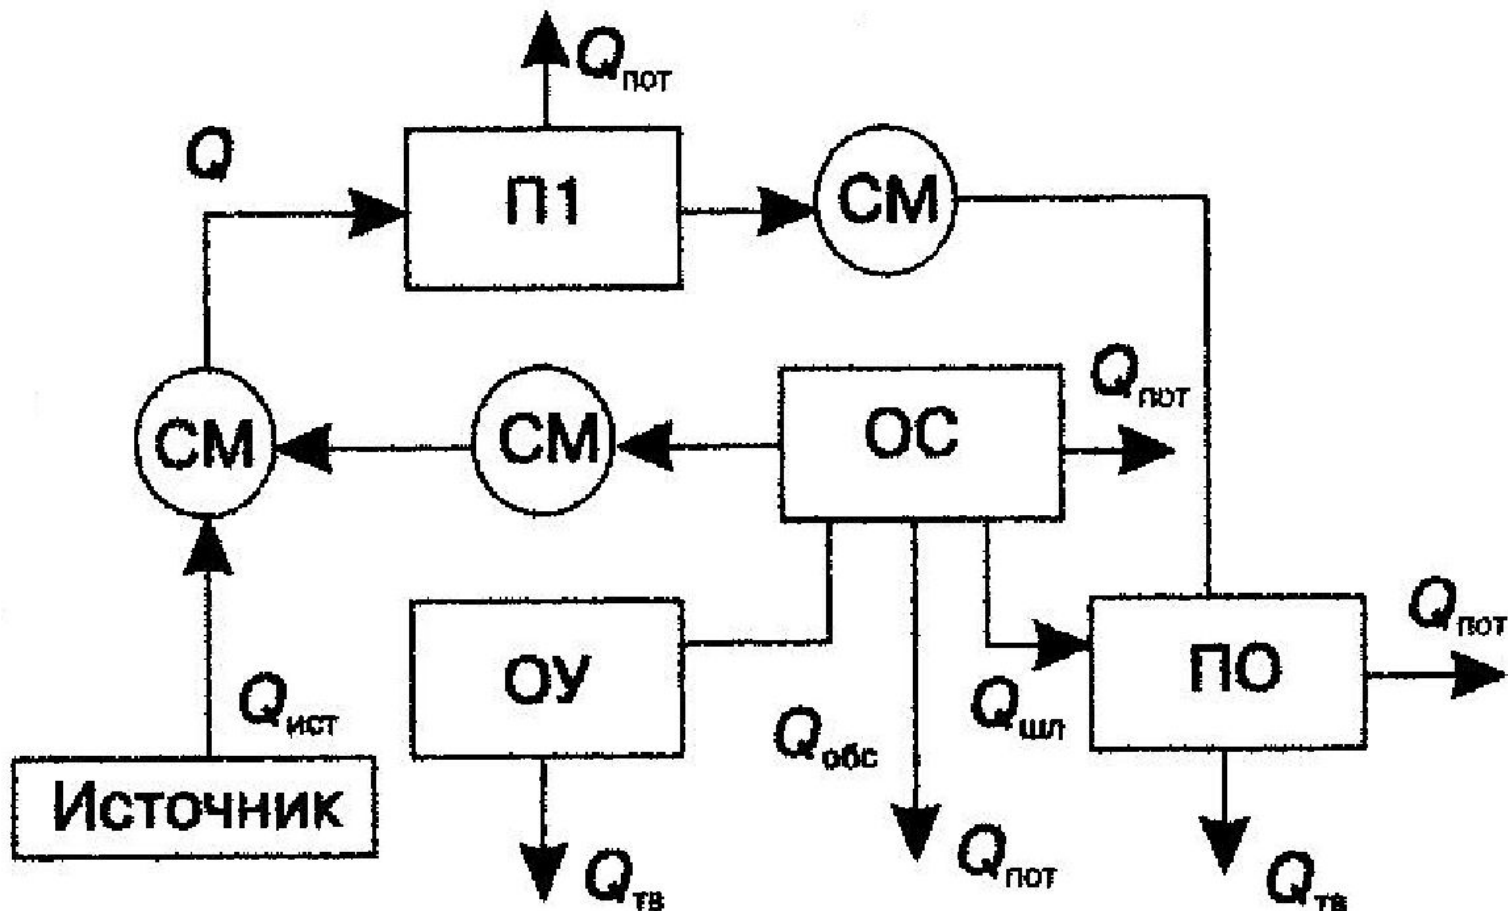 Qпот
Q
П1
СМ
СМ
СМ
ОС
Qпот
ОУ
ПО
Qпот
Qист
Qобс
Qшл
Источник
Qтв
Qпот
Qтв